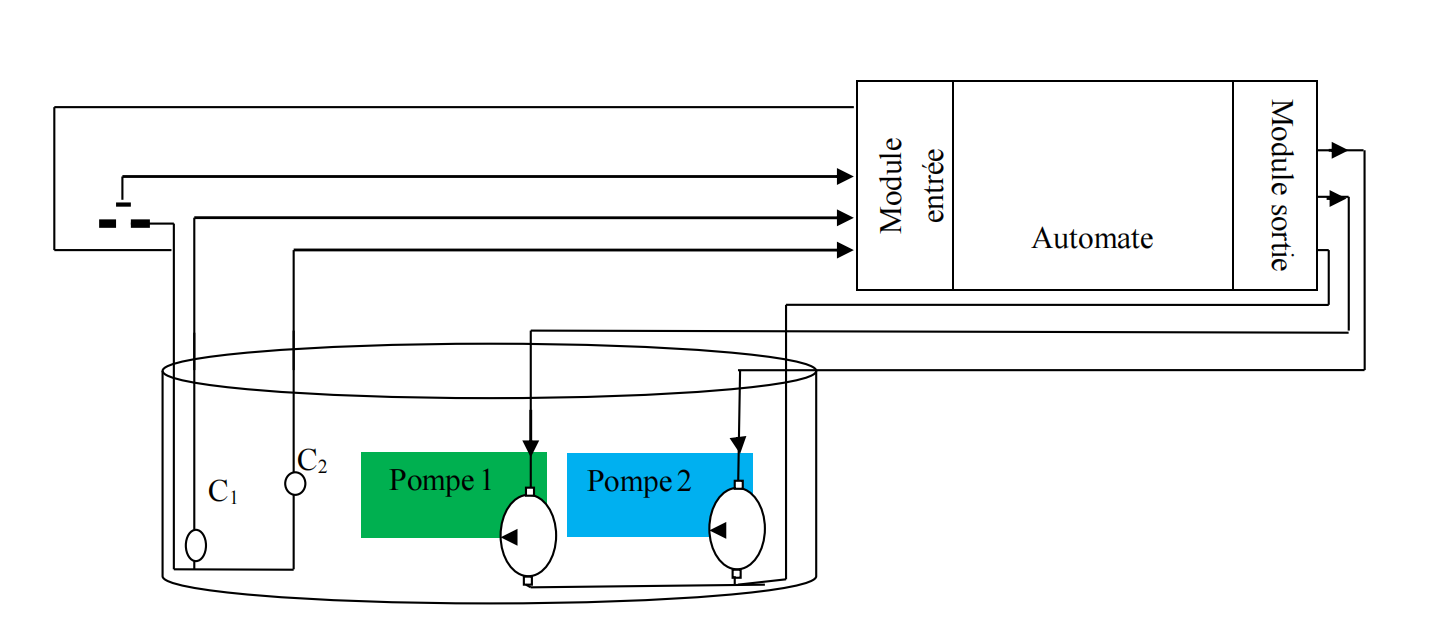 Module
entrée
Automate
Module sortie
C₁
C₂
Pompe 1
Pompe 2